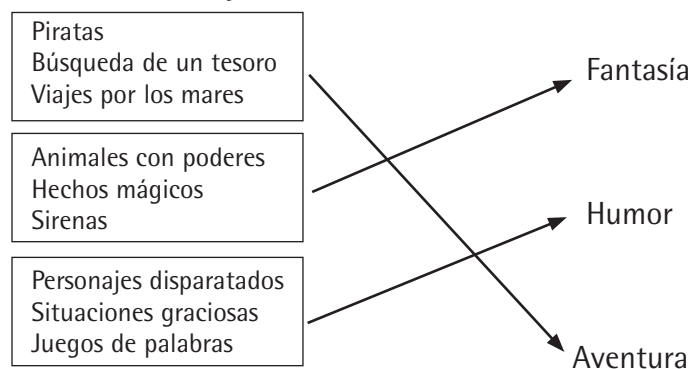 Piratas
Búsqueda de un tesoro
Viajes por los mares
Animales con poderes
Hechos mágicos
Sirenas
Personajes disparatados
Situaciones graciosas
Juegos de palabras
Fantasía
Humor
Aventura